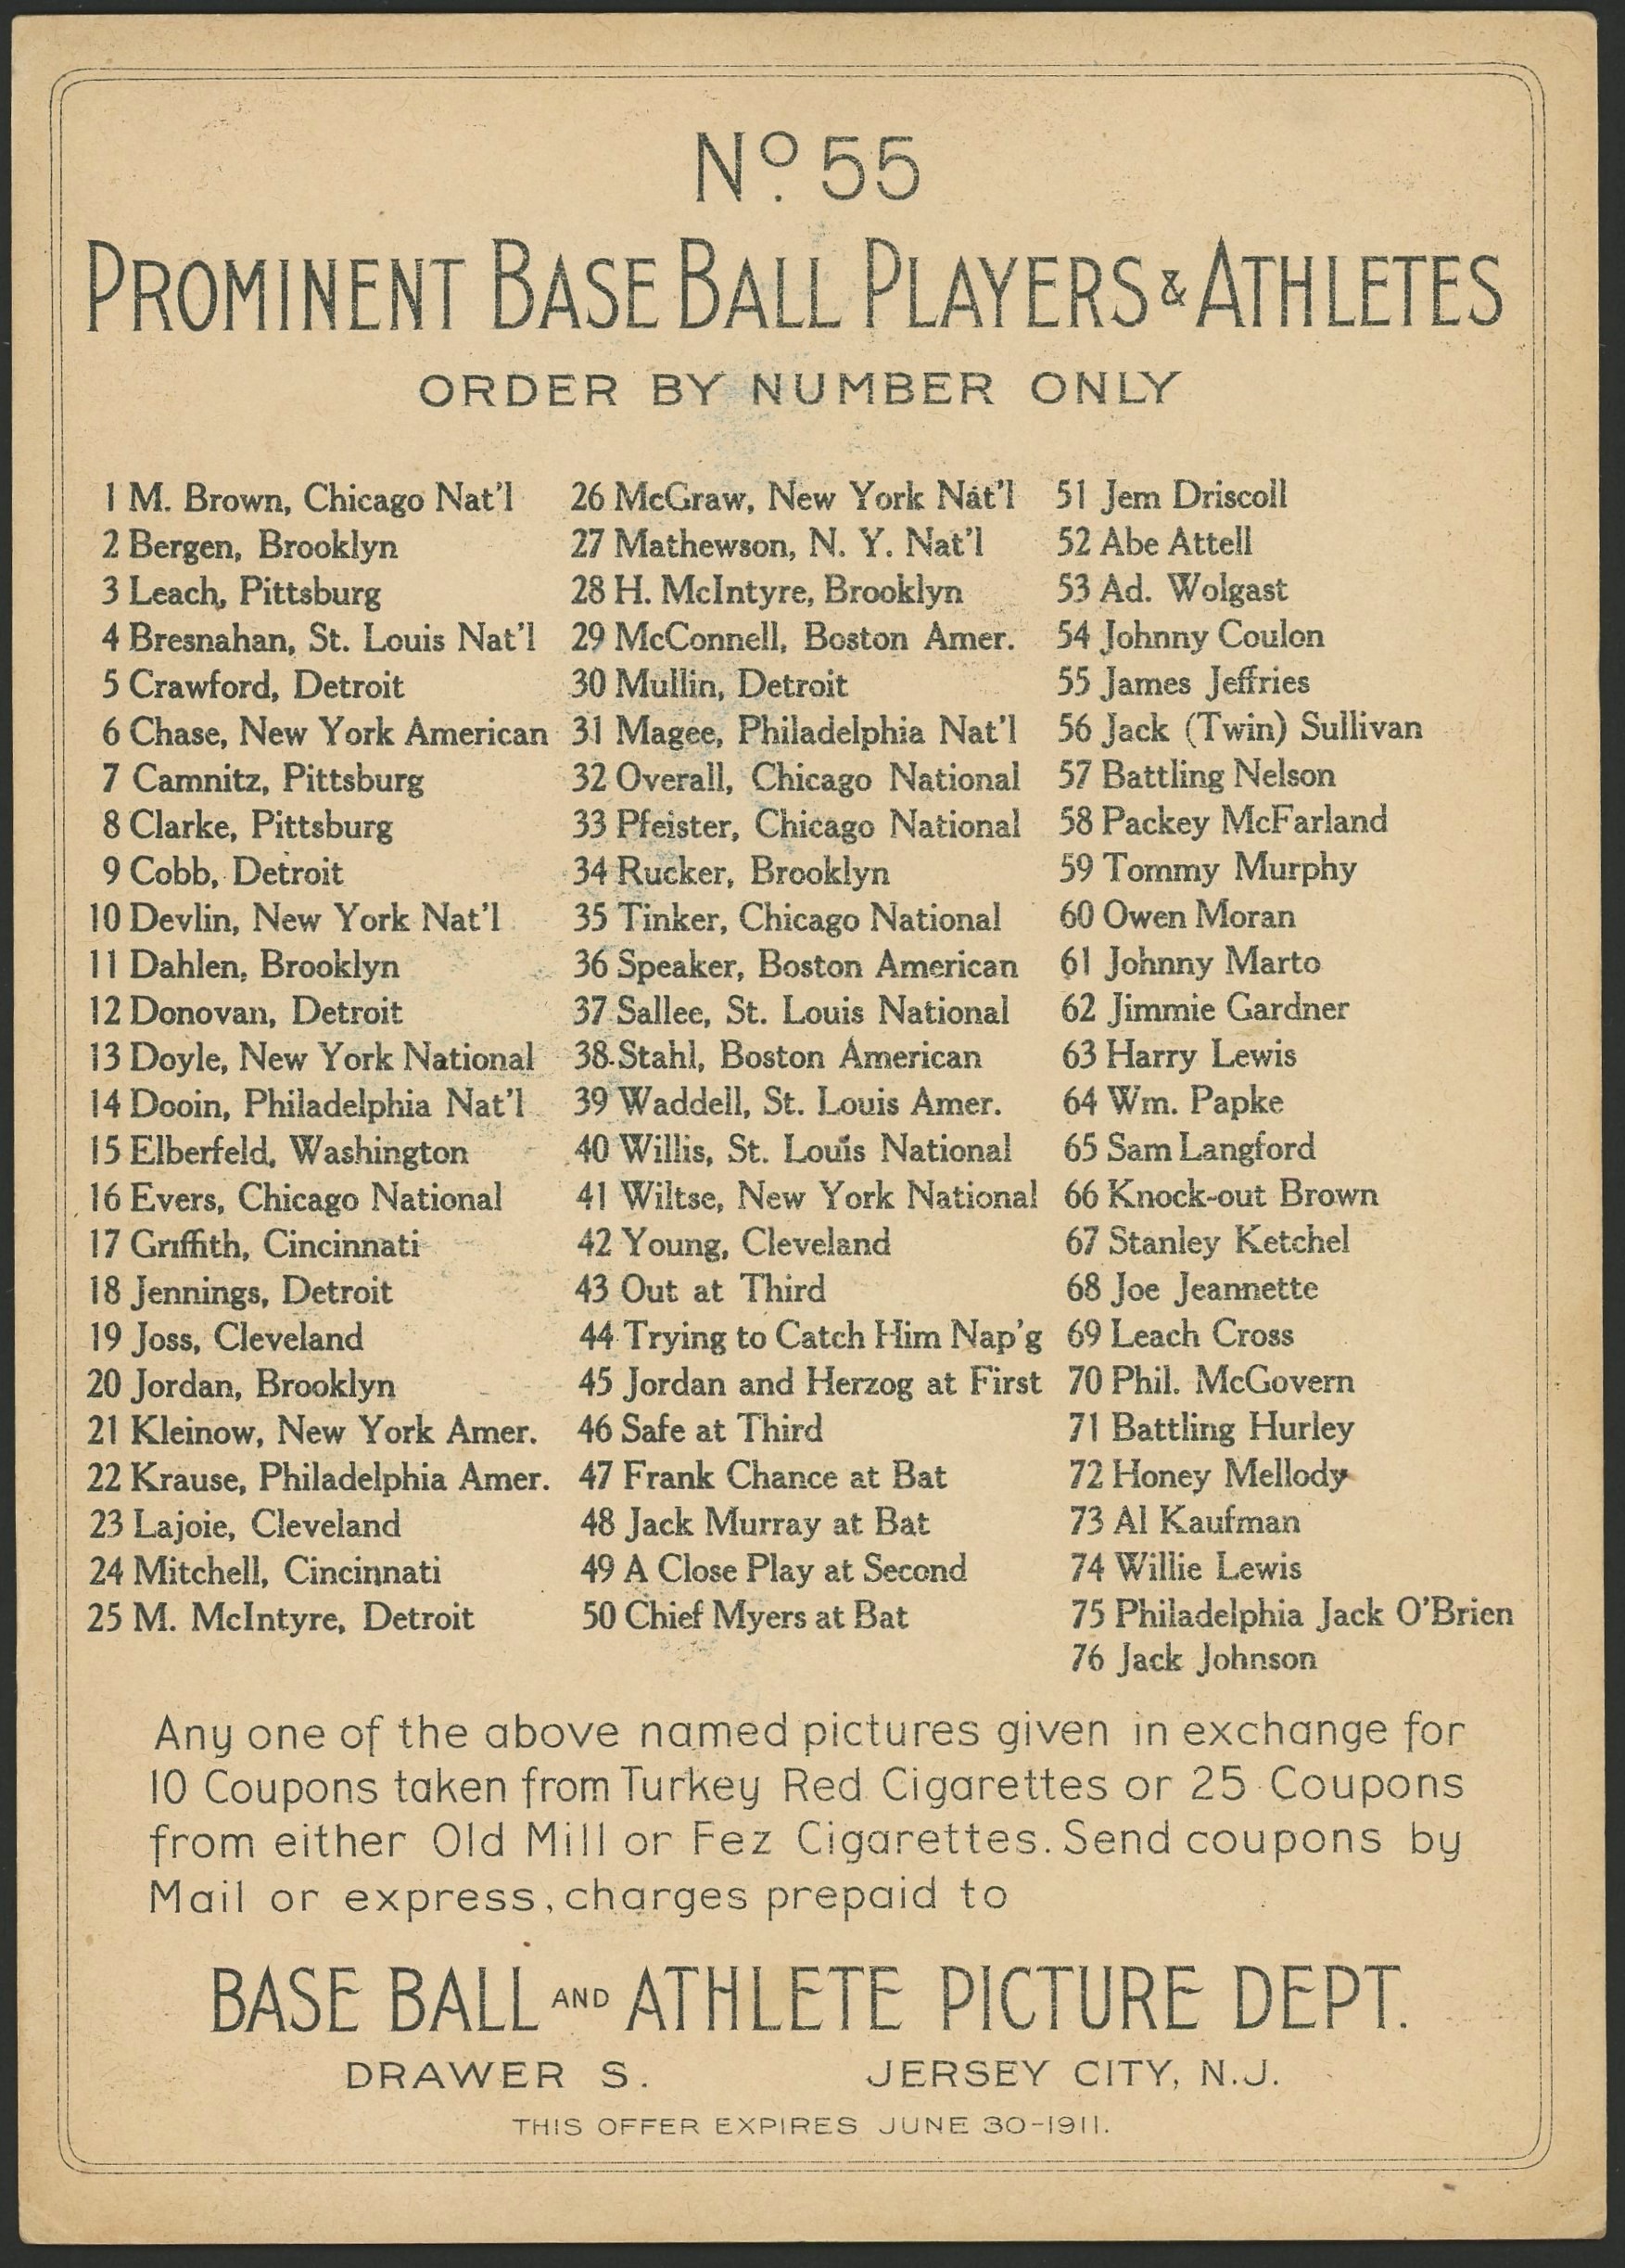 No. 55
PROMINENT BASE BALL PLAYERS & ATHLETES
ORDER BY NUMBER ONLY
1 M. Brown, Chicago Nat'l
2 Bergen, Brooklyn
3 Leach, Pittsburg
4 Bresnahan, St. Louis Nat'l
5 Crawford, Detroit
6 Chase, New York American
7 Camnitz, Pittsburg
8 Clarke, Pittsburg
9 Cobb, Detroit
10 Devlin, New York Nat'l
11 Dahlen, Brooklyn
12 Donovan, Detroit
13 Doyle, New York National
14 Dooin, Philadelphia Nat'l
15 Elberfeld, Washington
16 Evers, Chicago National
17 Griffith, Cincinnati
18 Jennings, Detroit
19 Joss, Cleveland
20 Jordan, Brooklyn
21 Kleinow, New York Amer.
22 Krause, Philadelphia Amer.
23 Lajoie, Cleveland
24 Mitchell, Cincinnati
25 M. McIntyre, Detroit
26 McGraw, New York Nat'l
27 Mathewson, N. Y. Nat'l
28 H. McIntyre, Brooklyn
29 McConnell, Boston Amer.
30 Mullin, Detroit
31 Magee, Philadelphia Nat'l
32 Overall, Chicago National
33 Pfeister, Chicago National
34 Rucker, Brooklyn
35 Tinker, Chicago National
36 Speaker, Boston American
37 Sallee, St. Louis National
38 Stahl, Boston American
39 Waddell, St. Louis Amer.
40 Willis, St. Louis National
41 Wiltse, New York National
42 Young, Cleveland
43 Out at Third
44 Trying to Catch Him Nap'g
45 Jordan and Herzog at First
46 Safe at Third
47 Frank Chance at Bat
48 Jack Murray at Bat
49 A Close Play at Second
50 Chief Myers at Bat
51 Jem Driscoll
52 Abe Attell
53 Ad. Wolgast
54 Johnny Coulon
55 James Jeffries
56 Jack (Twin) Sullivan
57 Battling Nelson
58 Packey McFarland
59 Tommy Murphy
60 Owen Moran
61 Johnny Marto
62 Jimmie Gardner
63 Harry Lewis
64 Wm. Papke
65 Sam Langford
66 Knock-out Brown
67 Stanley Ketchel
68 Joe Jeannette
69 Leach Cross
70 Phil. McGovern
71 Battling Hurley
72 Honey Mellody
73 Al Kaufman
74 Willie Lewis
75 Philadelphia Jack O'Brien
76 Jack Johnson
Any one of the above named pictures given in exchange for
10 Coupons taken from Turkey Red Cigarettes or 25 Coupons
from either Old Mill or Fez Cigarettes. Send coupons by
Mail or express, charges prepaid to
BASE BALL AND ATHLETE PICTURE DEPT.
DRAWER S. JERSEY CITY, N.J.
THIS OFFER EXPIRES JUNE 30-1911.